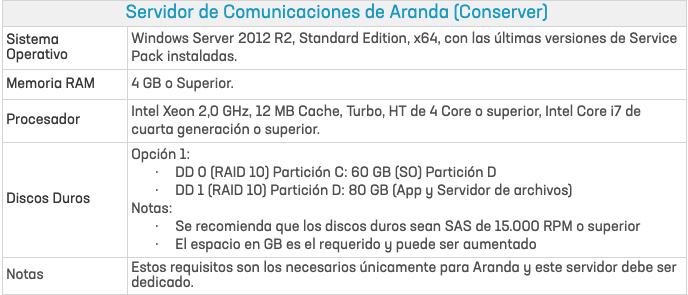 Servidor de Comunicaciones de Aranda (Conserver)
Sistema
Operativo
Windows Server 2012 R2, Standard Edition, x64, con las últimas versiones de Service
Pack instaladas.
Memoria RAM
4 GB o Superior.
Procesador
Intel Xeon 2,0 GHz, 12 MB Cache, Turbo, HT de 4 Core o superior, Intel Core i7 de
cuarta generación o superior.
Discos Duros
Opción 1:
· DD 0 (RAID 10) Partición C: 60 GB (SO) Partición D
· DD 1 (RAID 10) Partición D: 80 GB (App y Servidor de archivos)
Notas:
· Se recomienda que los discos duros sean SAS de 15.000 RPM o superior
· El espacio en GB es el requerido y puede ser aumentado
Notas
Estos requisitos son los necesarios únicamente para Aranda y este servidor debe ser
dedicado.